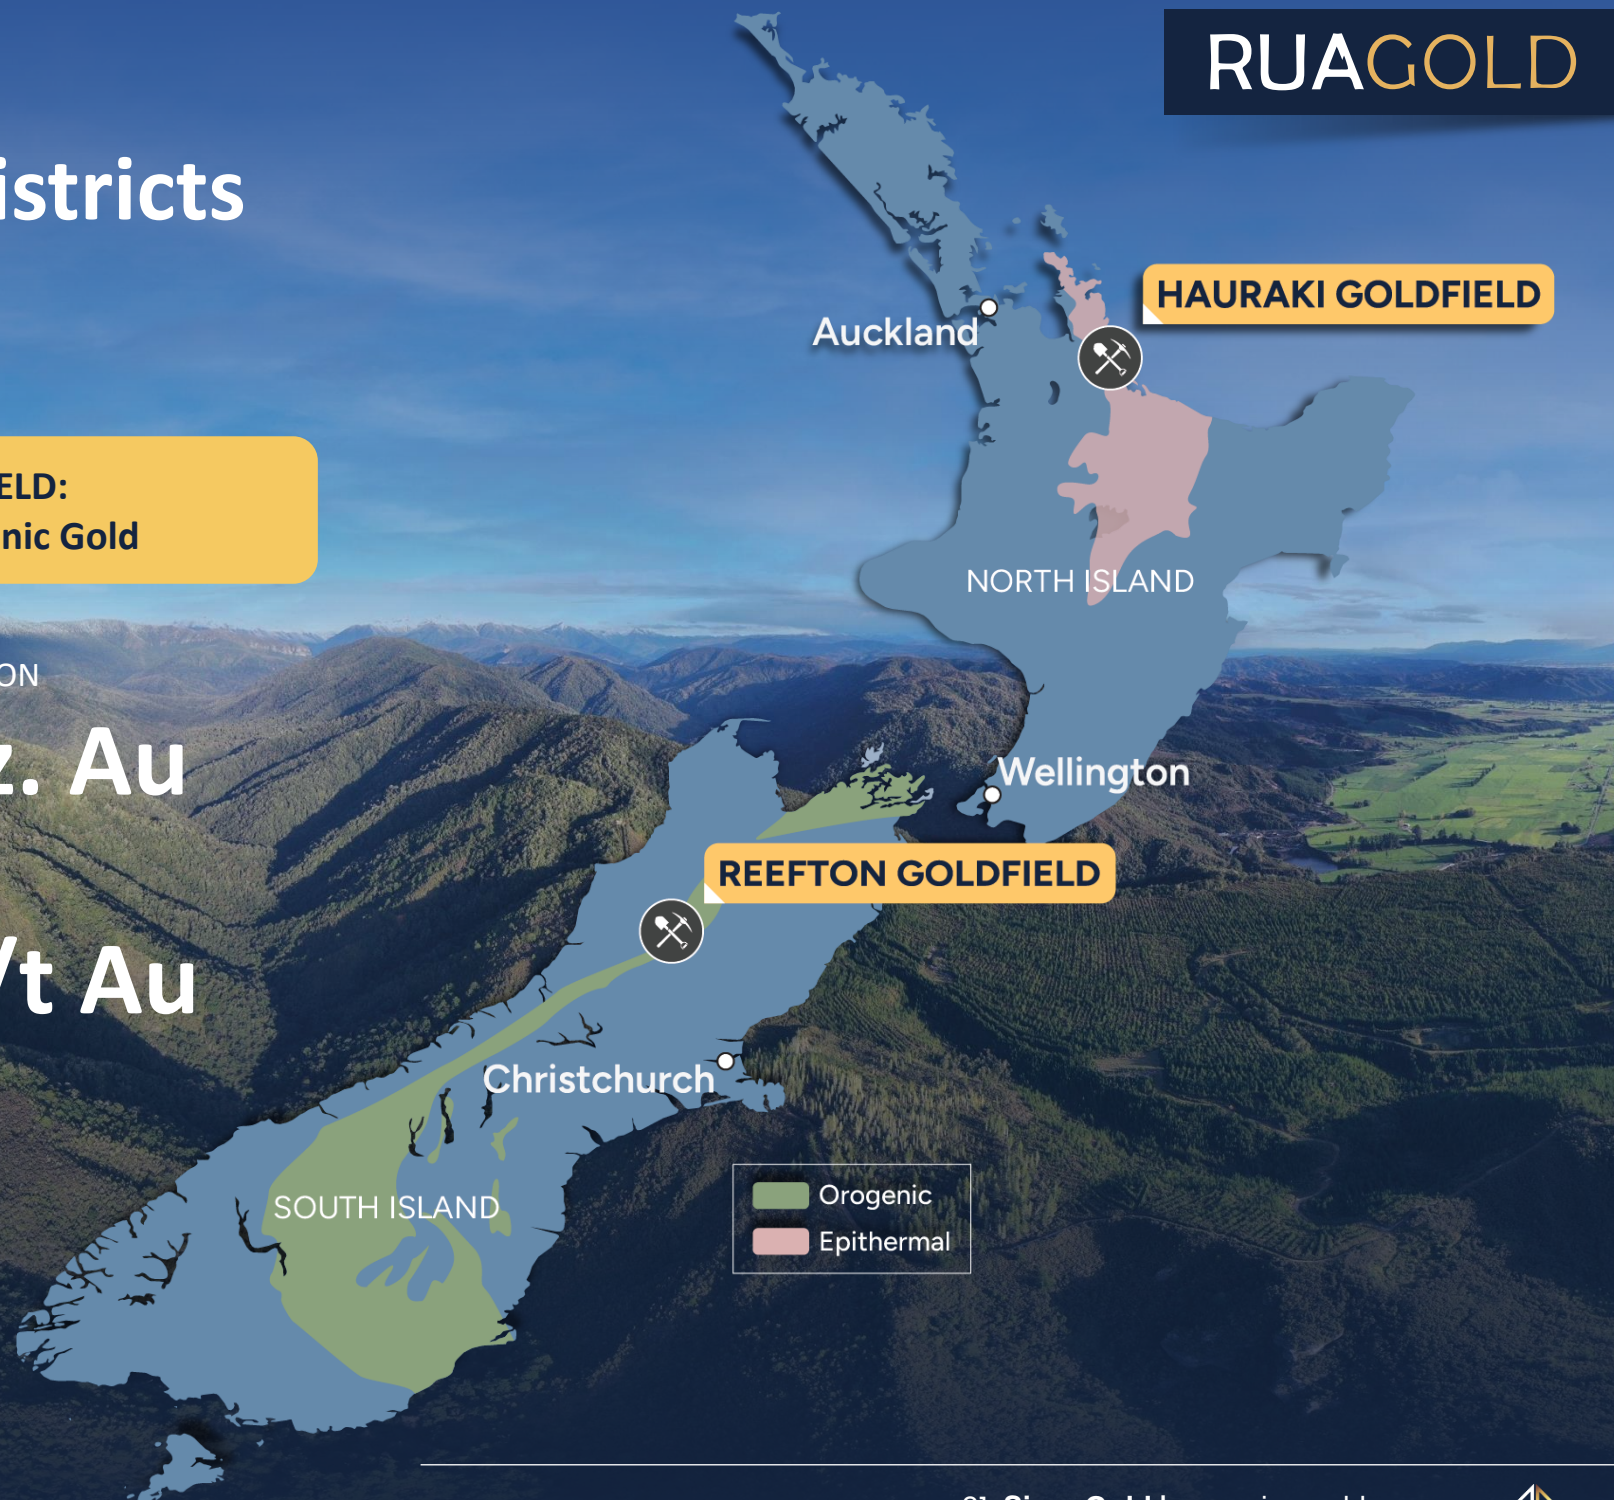 RUAGOLD
istricts
HAURAKI GOLDFIELD
Auckland
ELD:
nic Gold
NORTH ISLAND
ON
z. Au
Wellington
REEFTON GOLDFIELD
/t Au
Christchurch
SOUTH ISLAND
Orogenic
Epithermal